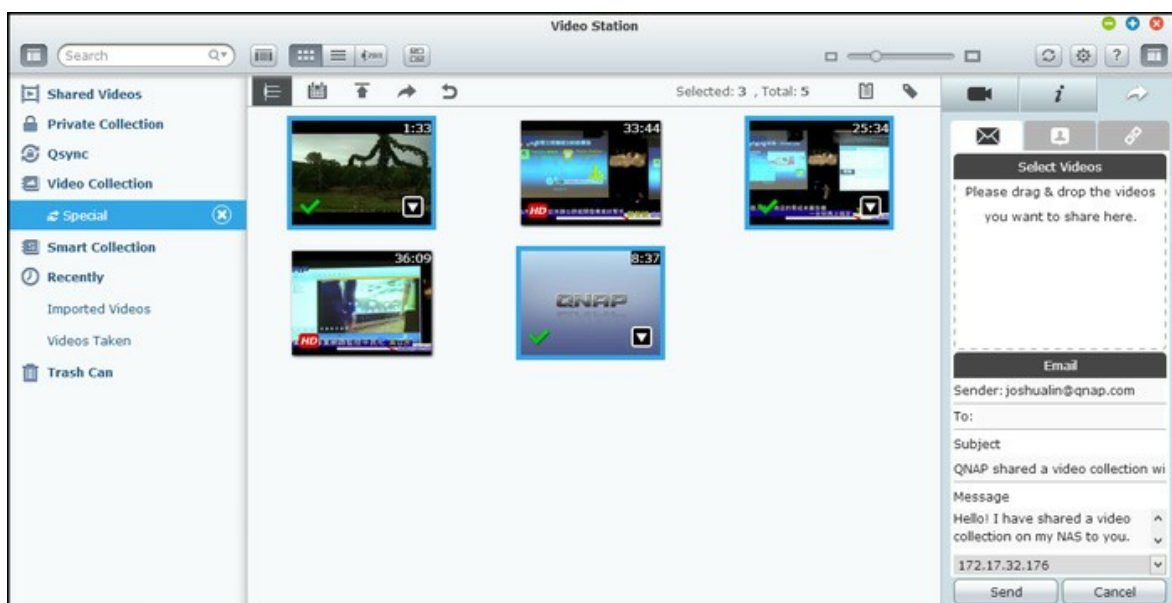 Video Station
Search
Shared Videos
Private Collection
Qsync
Video Collection
Special
Smart Collection
Recently
Imported Videos
Videos Taken
Trash Can
Selected: 3 , Total: 5
1:33
33:44
25:34
HD
36:09
8:37
HD
QNAP
i
?
Select Videos
Please drag & drop the videos
you want to share here.
Email
Sender: joshualin@qnap.com
To:
Subject
QNAP shared a video collection wi
Message
Hello! I have shared a video
collection on my NAS to you.
172.17.32.176
Send
Cancel